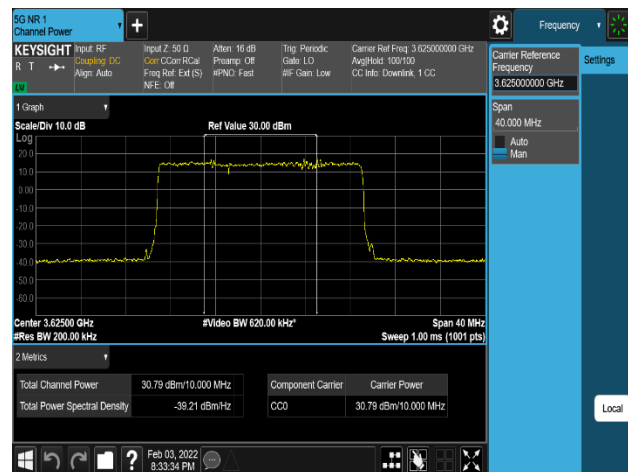 5G NR 1
Channel Power
Frequency
KEYSIGHT
R T
LVI
Input: RF
Coupling: DC
Align: Auto
Input Z: 50 Ω
Corr CCorr RCal
Freq Ref: Ext (S)
NFE: Off
Atten: 16 dB
Preamp: Off
#PNO: Fast
Trig: Periodic
Gate: LO
#IF Gain: Low
Carrier Ref Freq: 3.625000000 GHz
Avg|Hold: 100/100
CC Info: Downlink, 1 CC
Carrier Reference
Frequency
3.625000000 GHz
Settings
Span
40.000 MHz
Auto
Man
1 Graph
Scale/Div 10.0 dB
Ref Value 30.00 dBm
Log
20.0
10.0
0.00
-10.0
-20.0
-30.0
-40.0
-50.0
-60.0
Center 3.62500 GHz
#Video BW 620.00 kHz*
Span 40 MHz
#Res BW 200.00 kHz
Sweep 1.00 ms (1001 pts)
2 Metrics
Total Channel Power 30.79 dBm/10.000 MHz
Total Power Spectral Density -39.21 dBm/Hz
Component Carrier Carrier Power
CC0 30.79 dBm/10.000 MHz
Local
?
Feb 03, 2022
8:33:34 PM